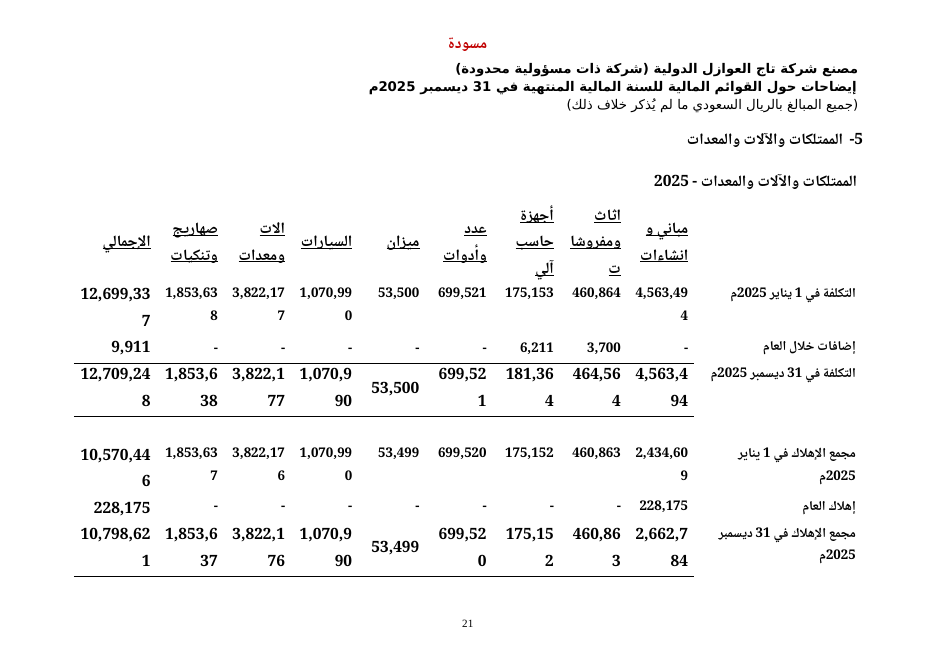 مسودة
مصنع شركة تاج العوازل الدولية (شركة ذات مسؤولية محدودة)
إيضاحات حول القوائم المالية للسنة المالية المنتهية في 31 ديسمبر 2025م
(جميع المبالغ بالريال السعودي ما لم يُذكر خلاف ذلك)
5- الممتلكات والآلات والمعدات
الممتلكات والآلات والمعدات - 2025
مباني و انشاءات اثاث ومفروشات أجهزة حاسب آلي عدد وأدوات ميزان السيارات الات ومعدات صهاريج وتنكيات الإجمالي
التكلفة في 1 يناير 2025م 4,563,494 460,864 175,153 699,521 53,500 1,070,990 3,822,177 1,853,638 12,699,337
إضافات خلال العام - 3,700 6,211 - - - - - 9,911
التكلفة في 31 ديسمبر 2025م 4,563,494 464,564 181,364 699,521 53,500 1,070,990 3,822,177 1,853,638 12,709,248
مجمع الإهلاك في 1 يناير 2025م 2,434,609 460,863 175,152 699,520 53,499 1,070,990 3,822,176 1,853,637 10,570,446
إهلاك العام 228,175 - - - - - - - 228,175
مجمع الإهلاك في 31 ديسمبر 2025م 2,662,784 460,863 175,152 699,520 53,499 1,070,990 3,822,176 1,853,637 10,798,621
21